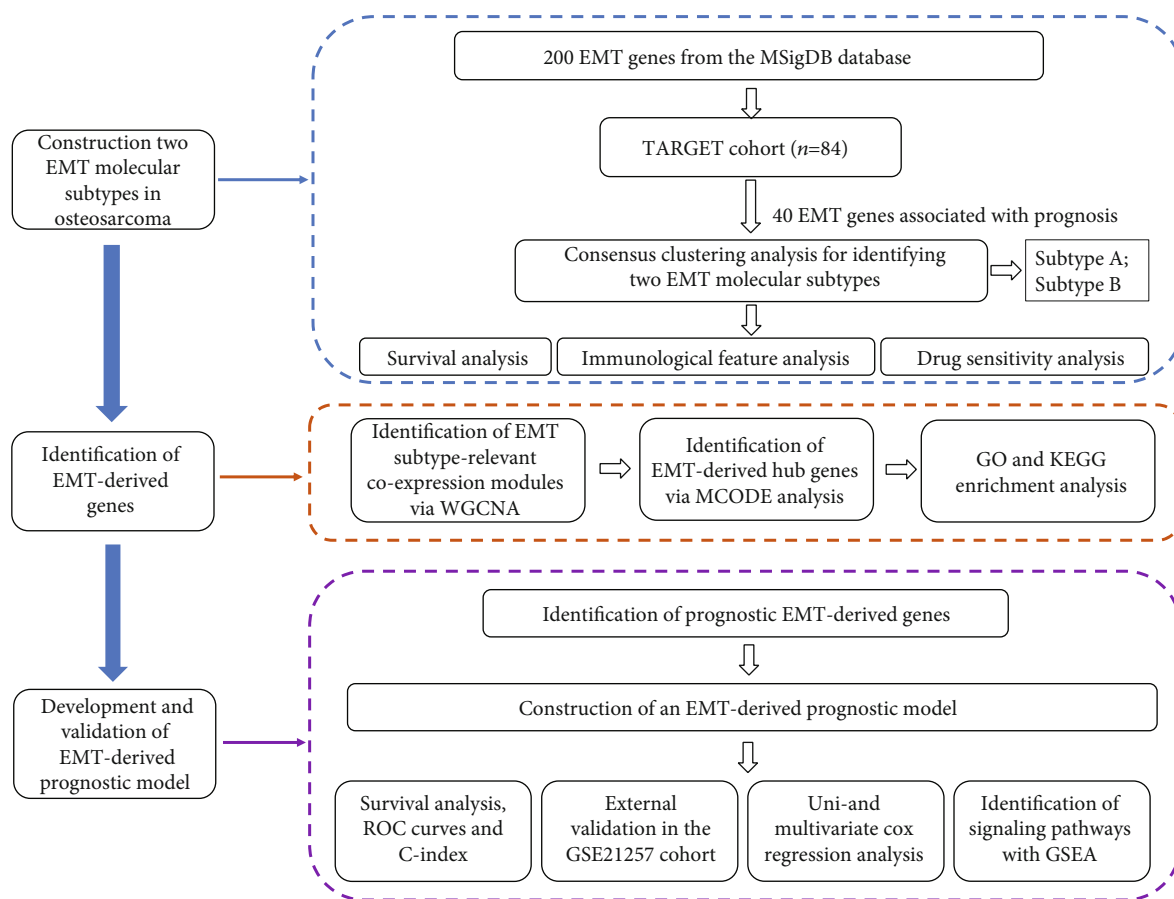 200 EMT genes from the MSigDB database
Construction two
EMT molecular
subtypes in
osteosarcoma
TARGET cohort (n=84)
40 EMT genes associated with prognosis
Consensus clustering analysis for identifying
two EMT molecular subtypes
Subtype A;
Subtype B
Survival analysis
Immunological feature analysis
Drug sensitivity analysis
Identification of
EMT-derived
genes
Identification of EMT
subtype-relevant
co-expression modules
via WGCNA
Identification of
EMT-derived hub genes
via MCODE analysis
GO and KEGG
enrichment analysis
Development and
validation of
EMT-derived
prognostic model
Identification of prognostic EMT-derived genes
Construction of an EMT-derived prognostic model
Survival analysis,
ROC curves and
C-index
External
validation in the
GSE21257 cohort
Uni-and
multivariate cox
regression analysis
Identification of
signaling pathways
with GSEA